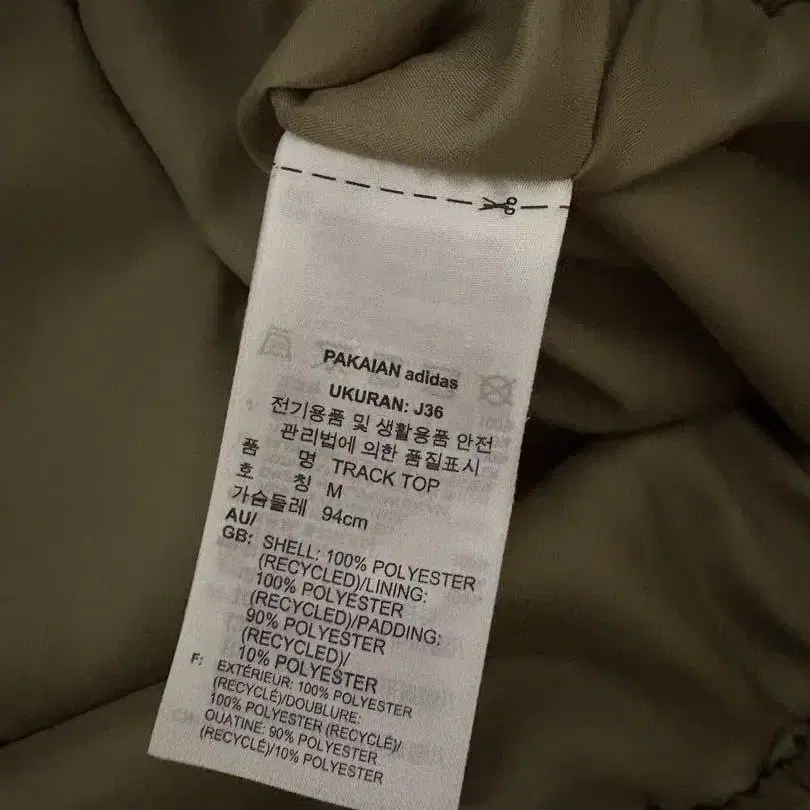 PAKAIAN adidas
UKURAN: J36
전기용품 및 생활용품 안전
관리법에 의한 품질표시
품 명 TRACK TOP
호 칭 M
가슴둘레 94cm
AU/
GB: SHELL: 100% POLYESTER
(RECYCLED)/LINING:
100% POLYESTER
(RECYCLED)/PADDING:
90% POLYESTER
(RECYCLED)/
10% POLYESTER
F: EXTÉRIEUR: 100% POLYESTER
(RECYCLÉ)/DOUBLURE:
100% POLYESTER (RECYCLÉ)/
OUATINE: 90% POLYESTER
(RECYCLÉ)/10% POLYESTER